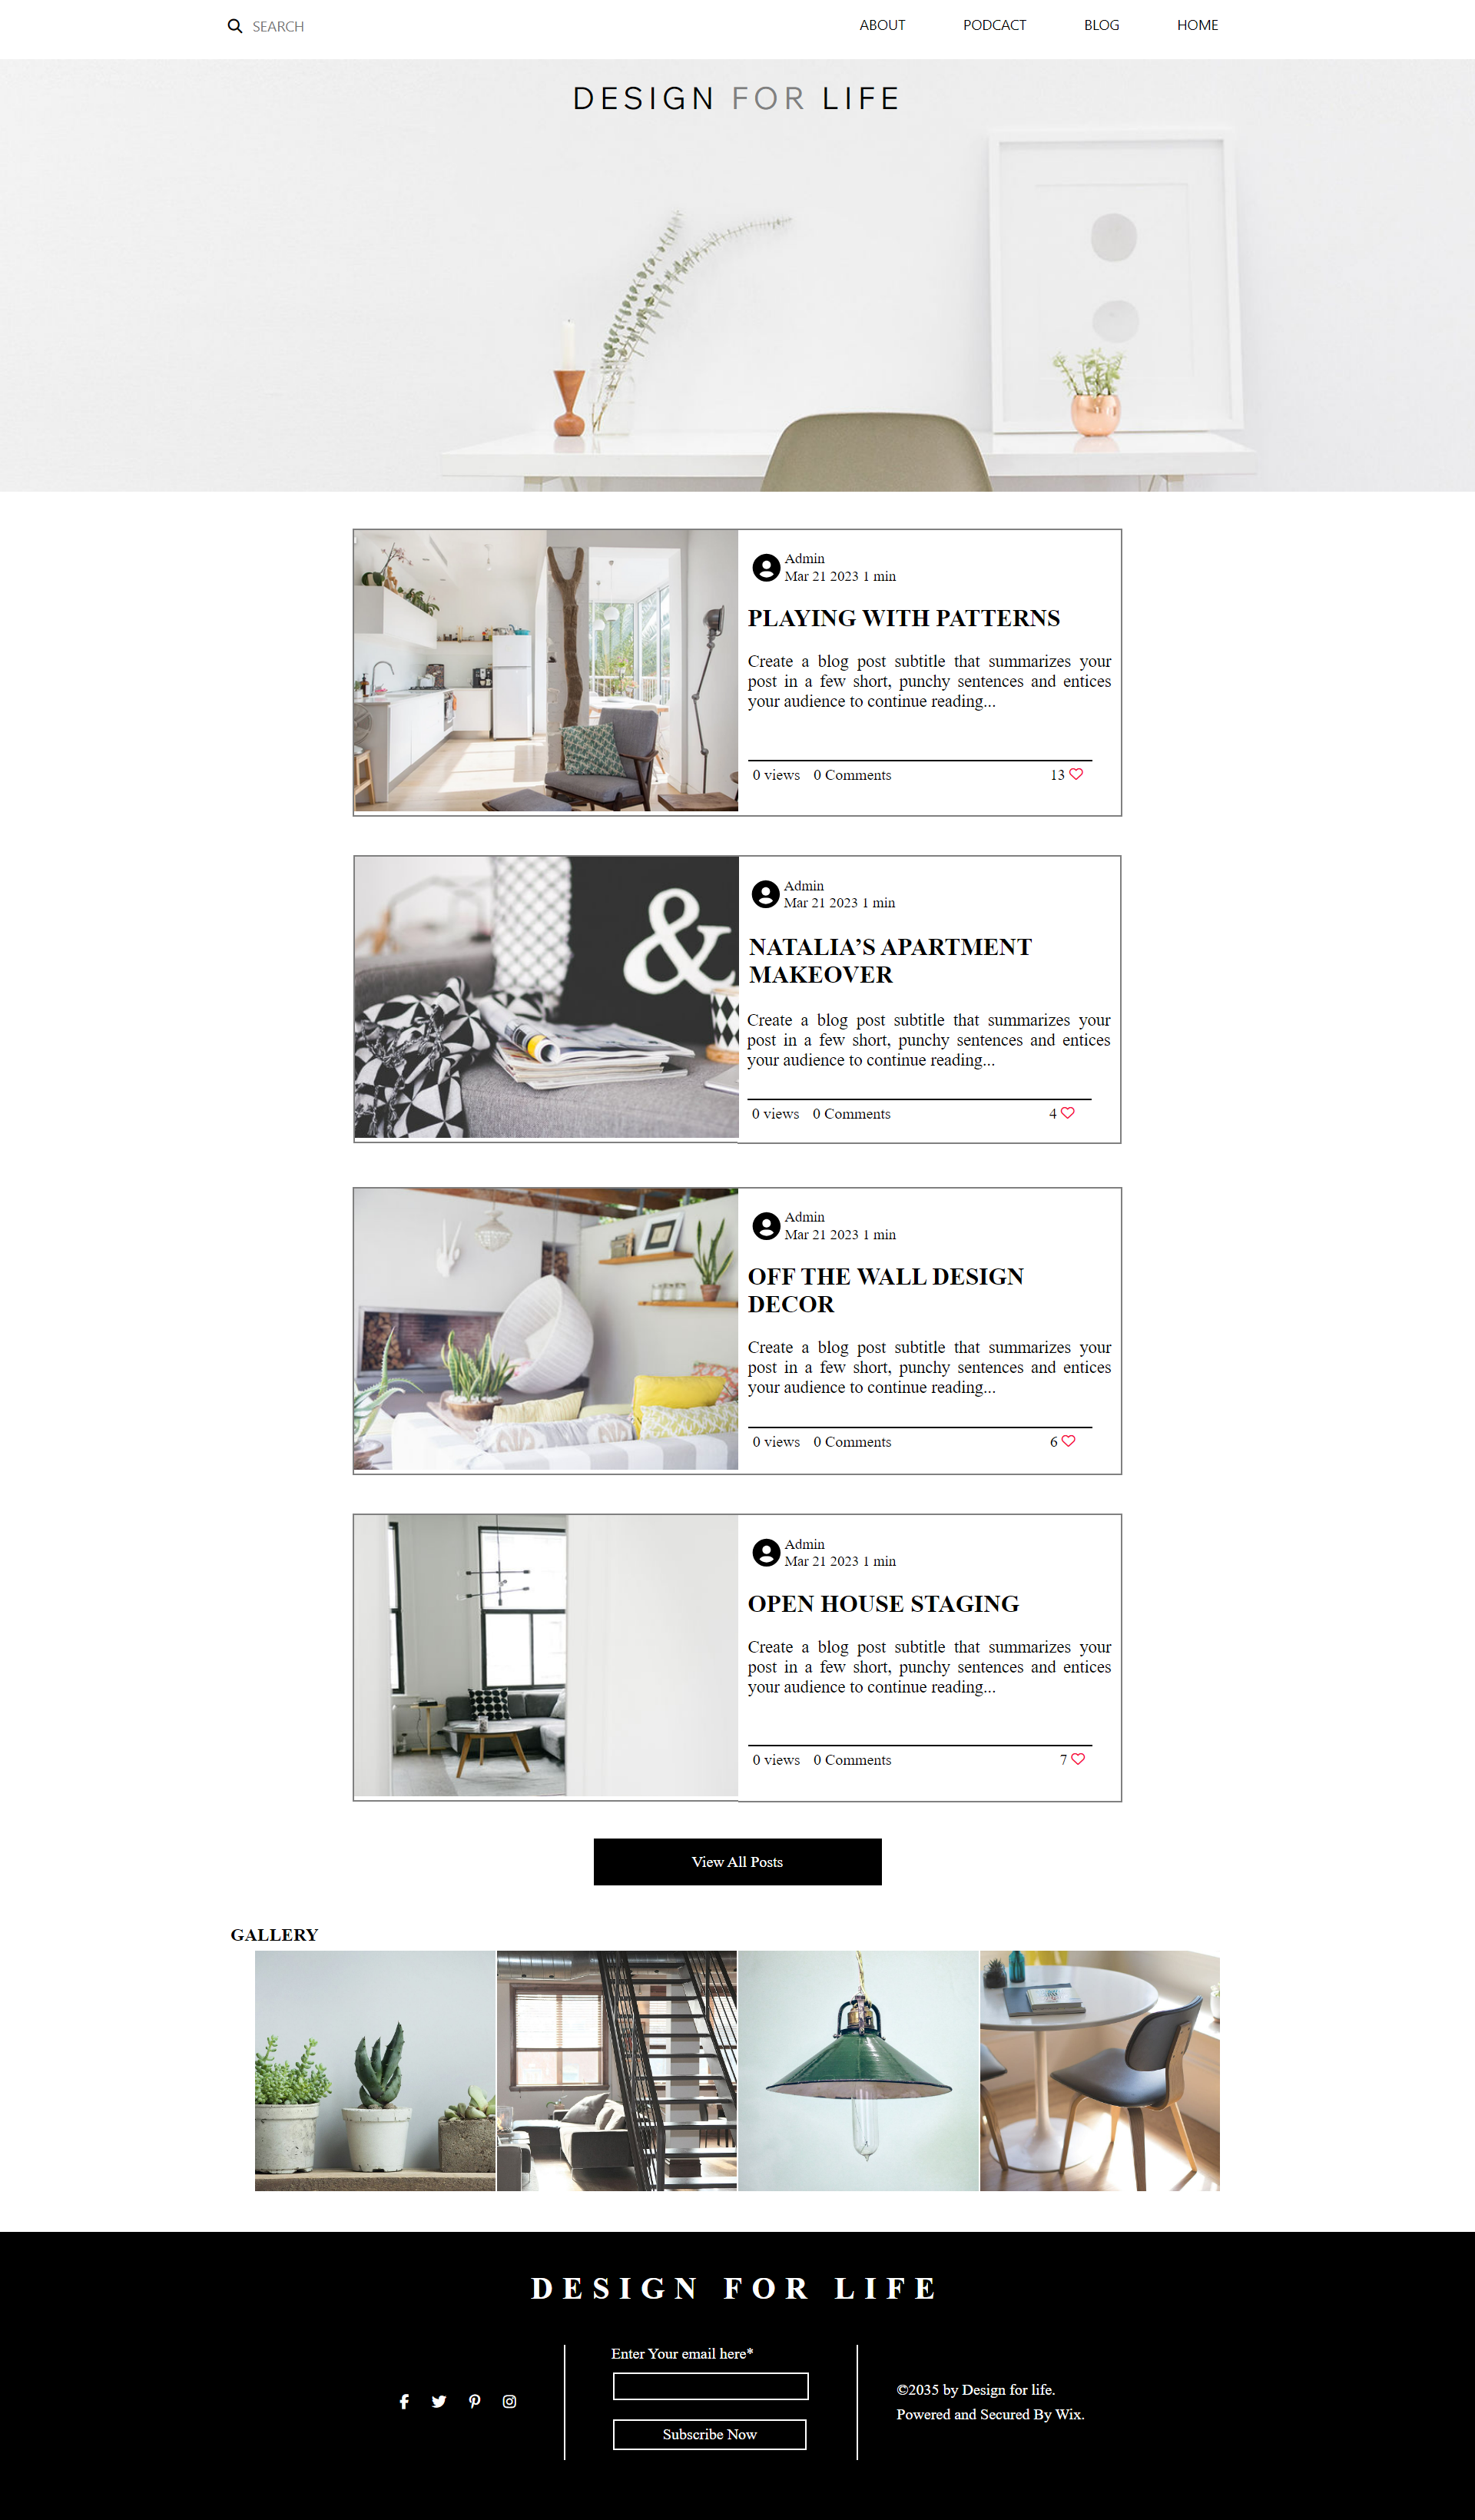 SEARCH
ABOUT PODCACT BLOG HOME
DESIGN FOR LIFE
Admin
Mar 21 2023 1 min
PLAYING WITH PATTERNS
Create a blog post subtitle that summarizes your
post in a few short, punchy sentences and entices
your audience to continue reading...
0 views 0 Comments 13
&
Admin
Mar 21 2023 1 min
NATALIA’S APARTMENT
MAKEOVER
Create a blog post subtitle that summarizes your
post in a few short, punchy sentences and entices
your audience to continue reading...
0 views 0 Comments 4
Admin
Mar 21 2023 1 min
OFF THE WALL DESIGN
DECOR
Create a blog post subtitle that summarizes your
post in a few short, punchy sentences and entices
your audience to continue reading...
0 views 0 Comments 6
Admin
Mar 21 2023 1 min
OPEN HOUSE STAGING
Create a blog post subtitle that summarizes your
post in a few short, punchy sentences and entices
your audience to continue reading...
0 views 0 Comments 7
View All Posts
GALLERY
DESIGN FOR LIFE
Enter Your email here*
Subscribe Now
©2035 by Design for life.
Powered and Secured By Wix.